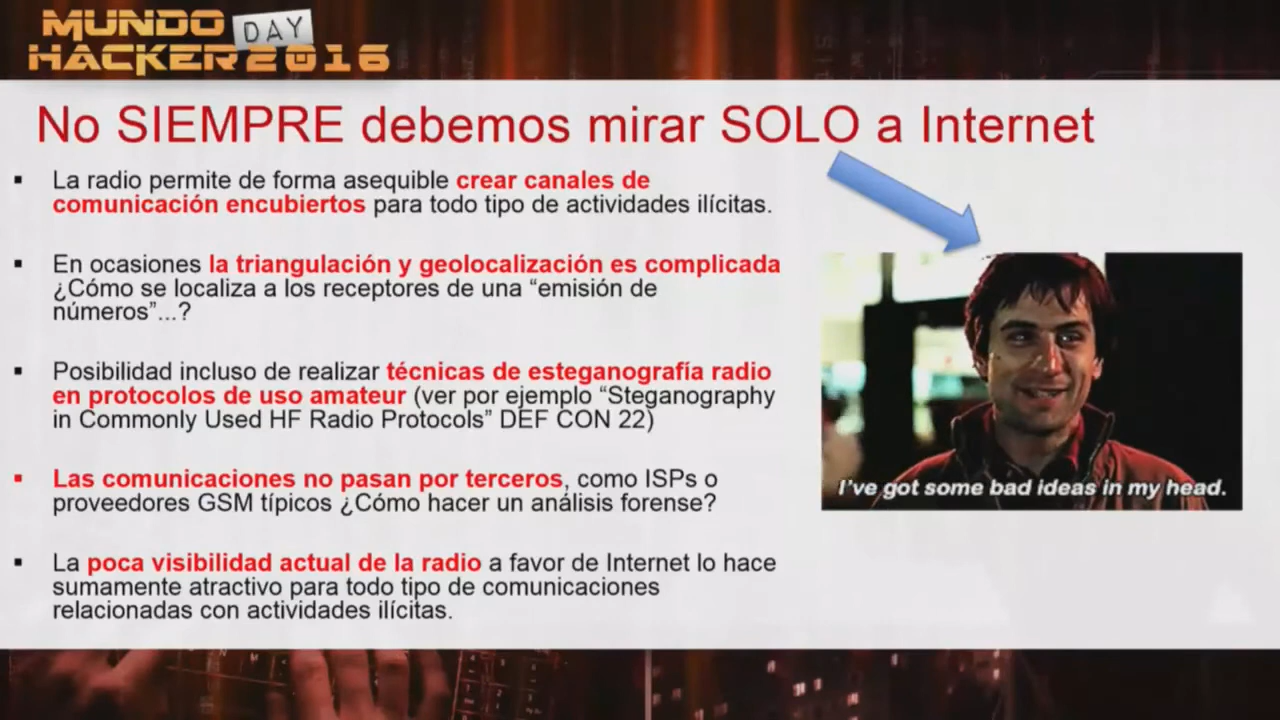 MUNDO DAY
HACKER 2016
No SIEMPRE debemos mirar SOLO a Internet
▪ La radio permite de forma asequible crear canales de
comunicación encubiertos para todo tipo de actividades ilícitas.
▪ En ocasiones la triangulación y geolocalización es complicada
¿Cómo se localiza a los receptores de una “emisión de
números”...?
▪ Posibilidad incluso de realizar técnicas de esteganografía radio
en protocolos de uso amateur (ver por ejemplo “Steganography
in Commonly Used HF Radio Protocols” DEF CON 22)
▪ Las comunicaciones no pasan por terceros, como ISPs o
proveedores GSM típicos ¿Cómo hacer un análisis forense?
▪ La poca visibilidad actual de la radio a favor de Internet lo hace
sumamente atractivo para todo tipo de comunicaciones
relacionadas con actividades ilícitas.
I've got some bad ideas in my head.